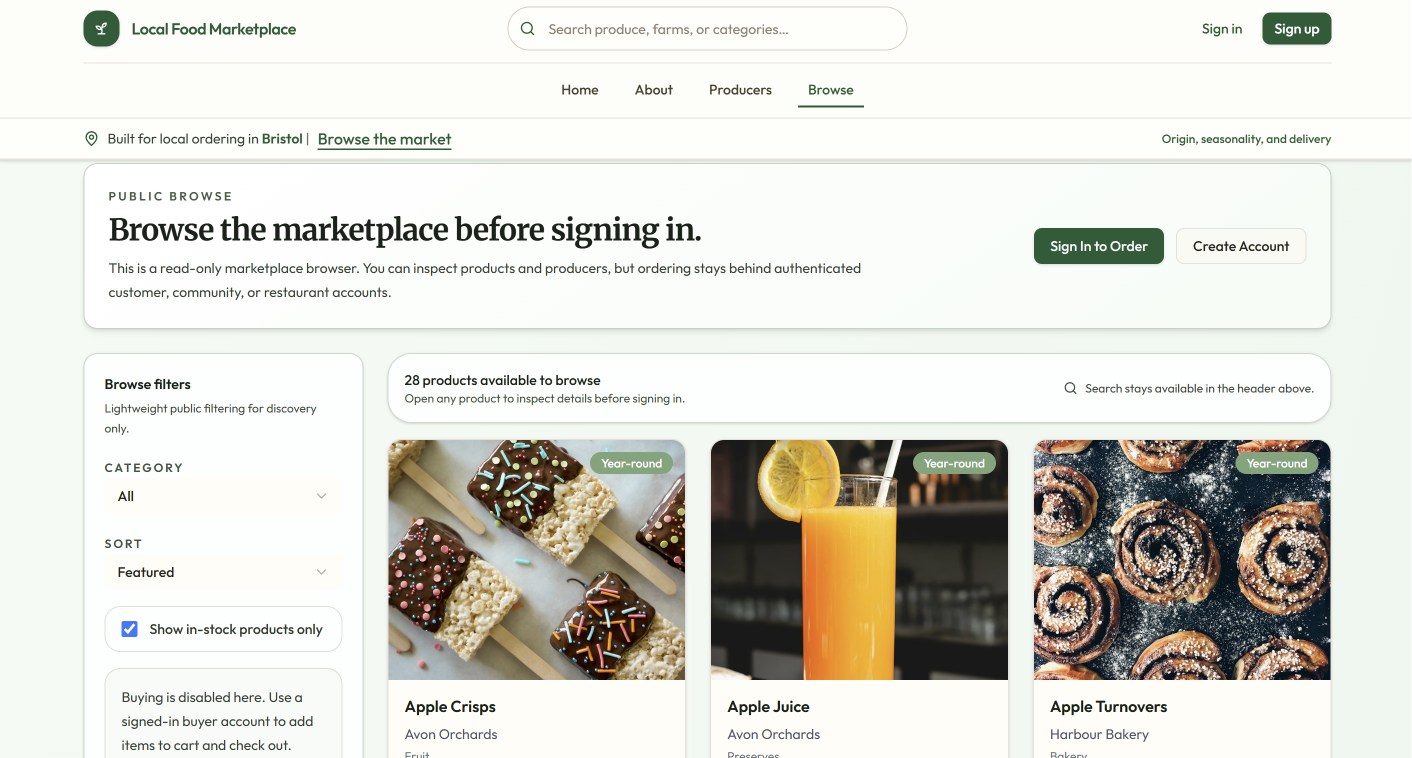 Local Food Marketplace
Search produce, farms, or categories…
Sign in
Sign up
Home
About
Producers
Browse
Built for local ordering in Bristol | Browse the market
Origin, seasonality, and delivery
PUBLIC BROWSE
Browse the marketplace before signing in.
This is a read-only marketplace browser. You can inspect products and producers, but ordering stays behind authenticated
customer, community, or restaurant accounts.
Sign In to Order
Create Account
Browse filters
Lightweight public filtering for discovery
only.
CATEGORY
All
SORT
Featured
Show in-stock products only
Buying is disabled here. Use a
signed-in buyer account to add
items to cart and check out.
28 products available to browse
Open any product to inspect details before signing in.
Search stays available in the header above.
Year-round
Apple Crisps
Avon Orchards
Fruit
Year-round
Apple Juice
Avon Orchards
Preserves
Year-round
Apple Turnovers
Harbour Bakery
Bakery